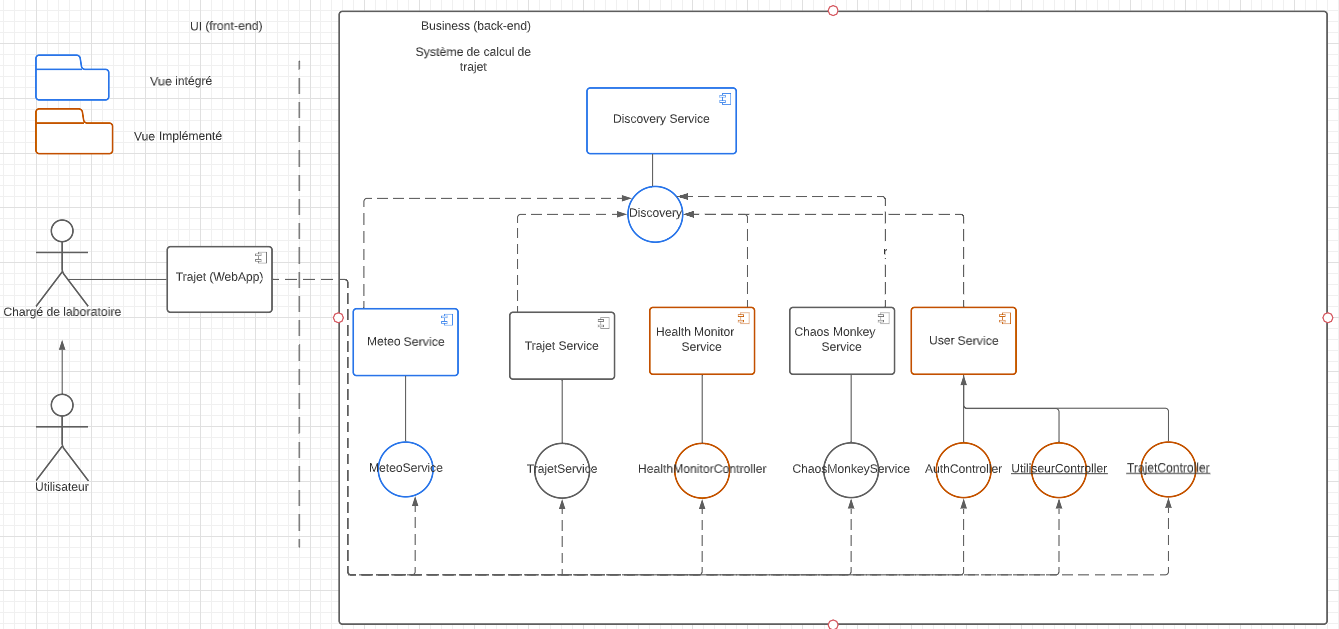 UI (front-end)
Business (back-end)
Système de calcul de
trajet
Vue intégré
Vue Implémenté
Discovery Service
Discovery
r
Trajet (WebApp)
Chargé de laboratoire
Meteo Service
Trajet Service
Health Monitor
Service
Chaos Monkey
Service
User Service
MeteoService
TrajetService
HealthMonitorController
ChaosMonkeyService
AuthController
UtiliseurController
TrajetController
Utilisateur